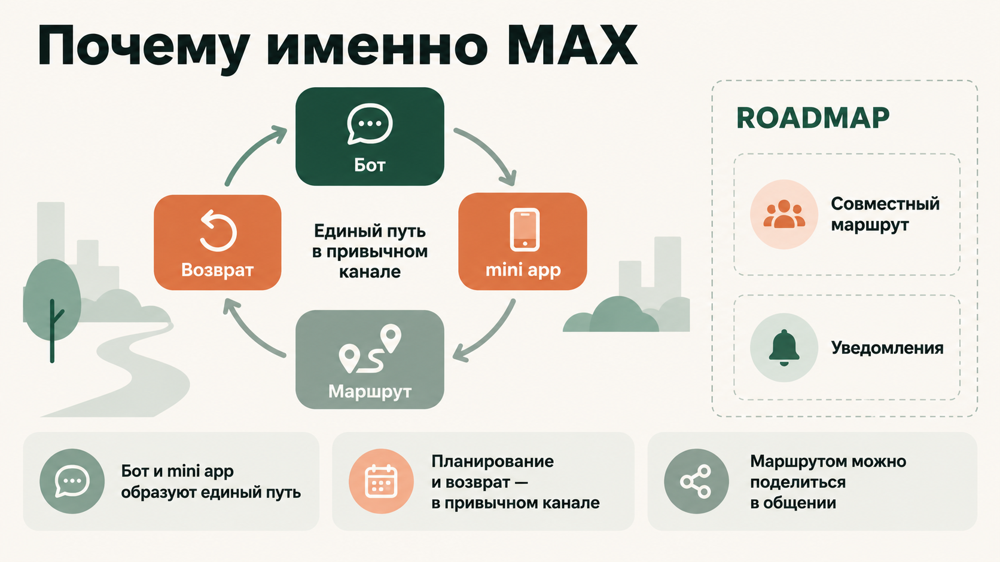 Почему именно MAX
Бот
Возврат
Единый путь
в привычном
канале
mini app
Маршрут
ROADMAP
Совместный
маршрут
Уведомления
Бот и mini app
образуют единый путь
Планирование
и возврат —
в привычном канале
Маршрутом можно
поделиться
в общении